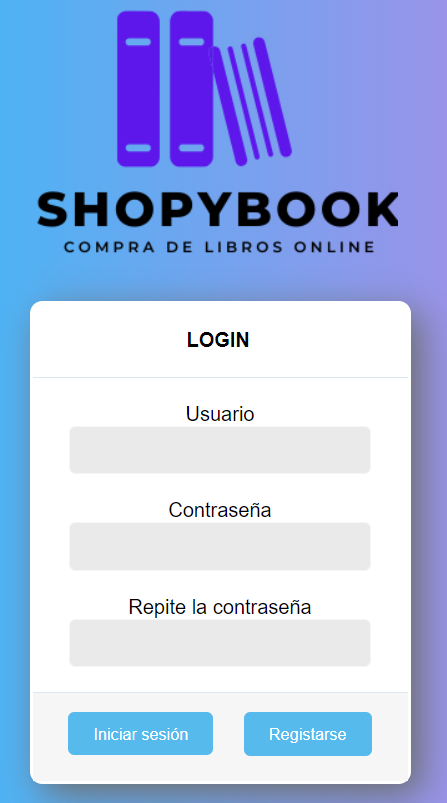 SHOPYBOOK
COMPRA DE LIBROS ONLINE
LOGIN
Usuario
Contraseña
Repite la contraseña
Iniciar sesión Registarse